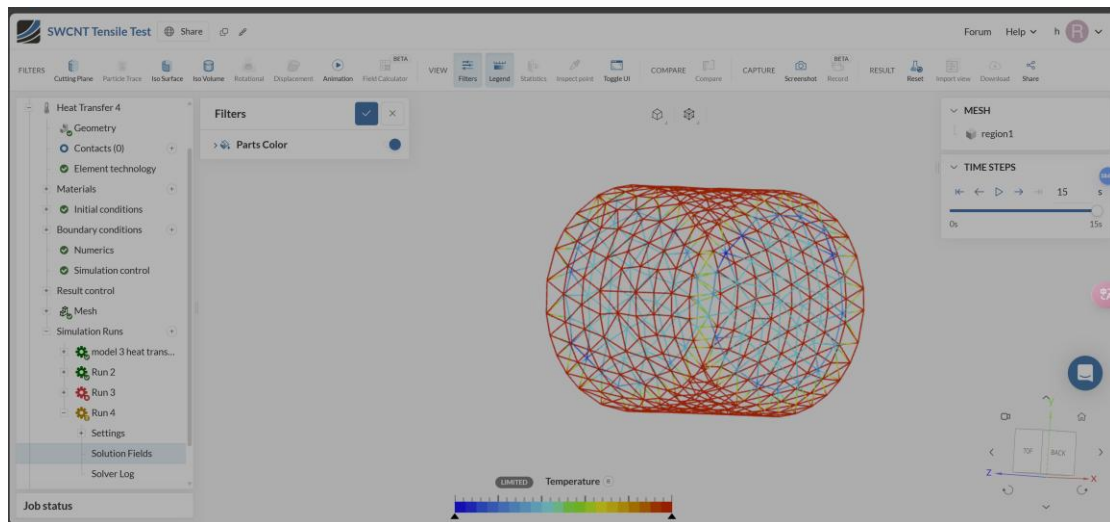 SWCNT Tensile Test Share Forum Help h R
FILTERS Cutting Plane Particle Trace Iso Surface Iso Volume Rotational Displacement Animation BETA Field Calculator VIEW Filters Legend Statistics Inspect point Toggle UI COMPARE Compare CAPTURE Screenshot BETA Record RESULT Reset Import view Download Share
Heat Transfer 4
Geometry
Contacts (0)
Element technology
Materials
Initial conditions
Boundary conditions
Numerics
Simulation control
Result control
Mesh
Simulation Runs
model 3 heat trans...
Run 2
Run 3
Run 4
Settings
Solution Fields
Solver Log
Job status
Filters
Parts Color
MESH
region1
TIME STEPS
15 s
0s 15s
TOP BACK
Y
Z X
LIMITED Temperature